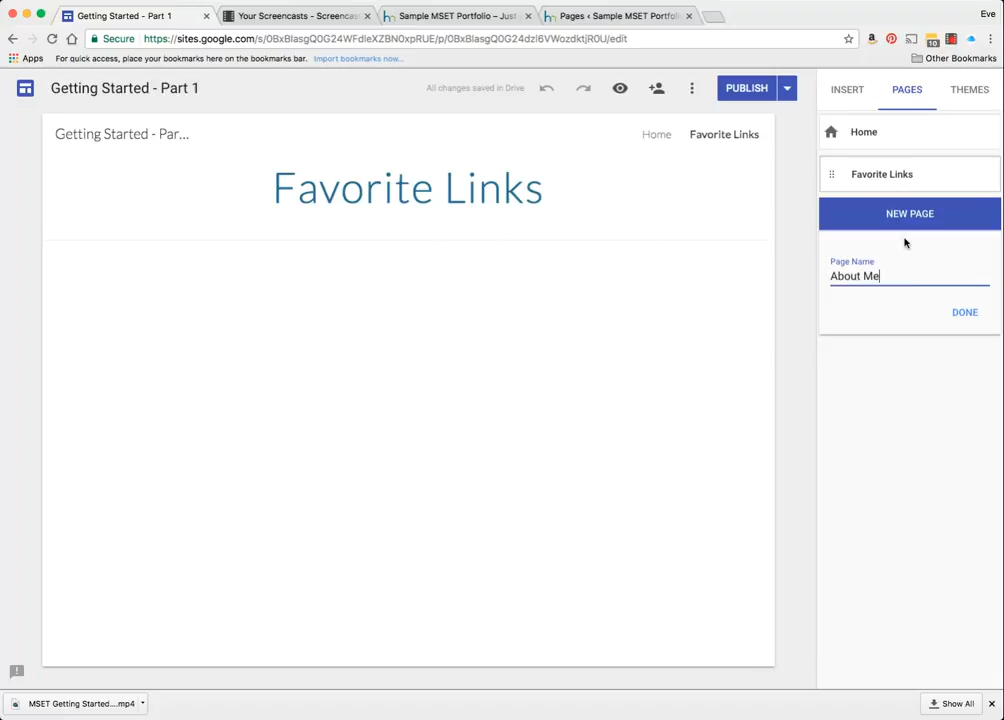 Getting Started - Part 1
Your Screencasts - Screencas
Sample MSET Portfolio – Just
Pages ‹ Sample MSET Portfoli
Eve
Secure
https://sites.google.com/s/0BxBIasgQ0G24WFdleXZBN0xpRUE/p/0BxBIasgQ0G24dzl6VWozdktjR0U/edit
10
Apps
For quick access, place your bookmarks here on the bookmarks bar.
Import bookmarks now...
Other Bookmarks
Getting Started - Part 1
All changes saved in Drive
PUBLISH
INSERT
PAGES
THEMES
Getting Started - Par...
Home
Favorite Links
Favorite Links
Home
Favorite Links
NEW PAGE
Page Name
About Me
DONE
MSET Getting Started....mp4
Show All